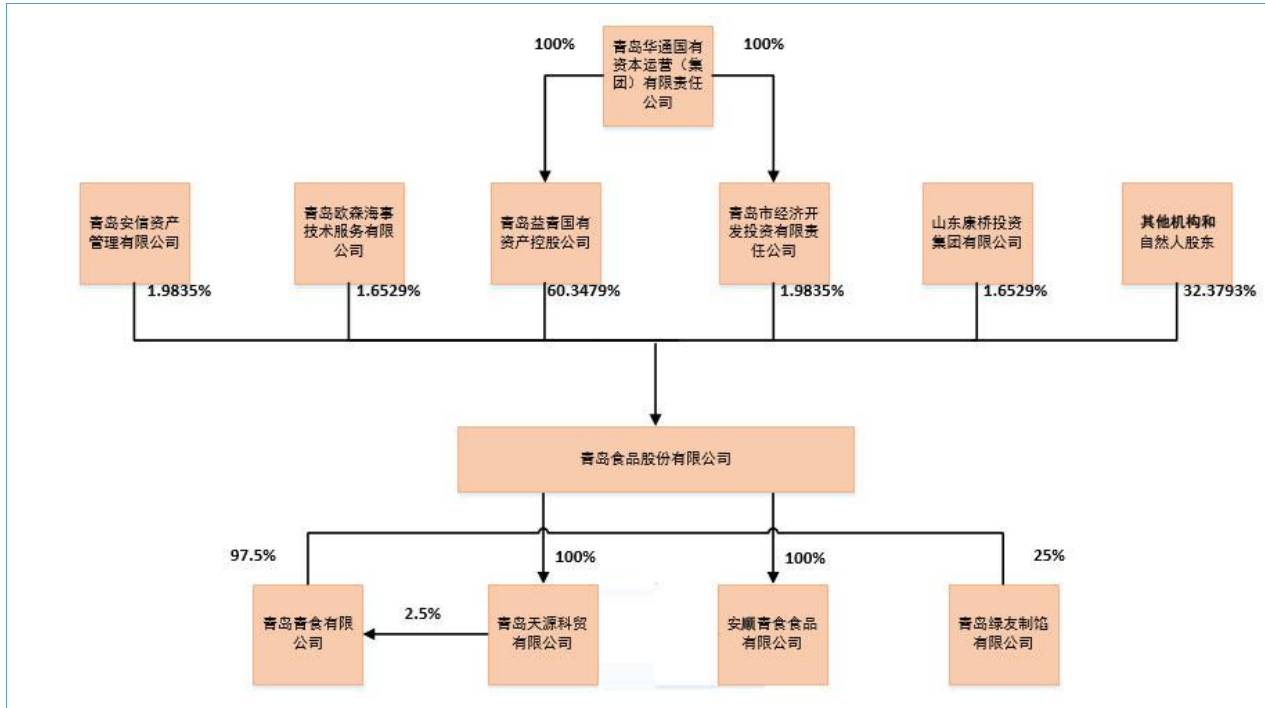 100%
青岛华通国有
资本运营（集
团）有限责任
公司
100%
青岛安信资产
管理有限公司
青岛欧森海事
技术服务有限
公司
青岛益青国有
资产控股公司
青岛市经济开
发投资有限责
任公司
山东康桥投资
集团有限公司
其他机构和
自然人股东
1.9835%
1.6529%
60.3479%
1.9835%
1.6529%
32.3793%
青岛食品股份有限公司
97.5%
100%
100%
25%
青岛青食有限
公司
2.5%
青岛天源科贸
有限公司
安顺青食食品
有限公司
青岛绿友制馅
有限公司